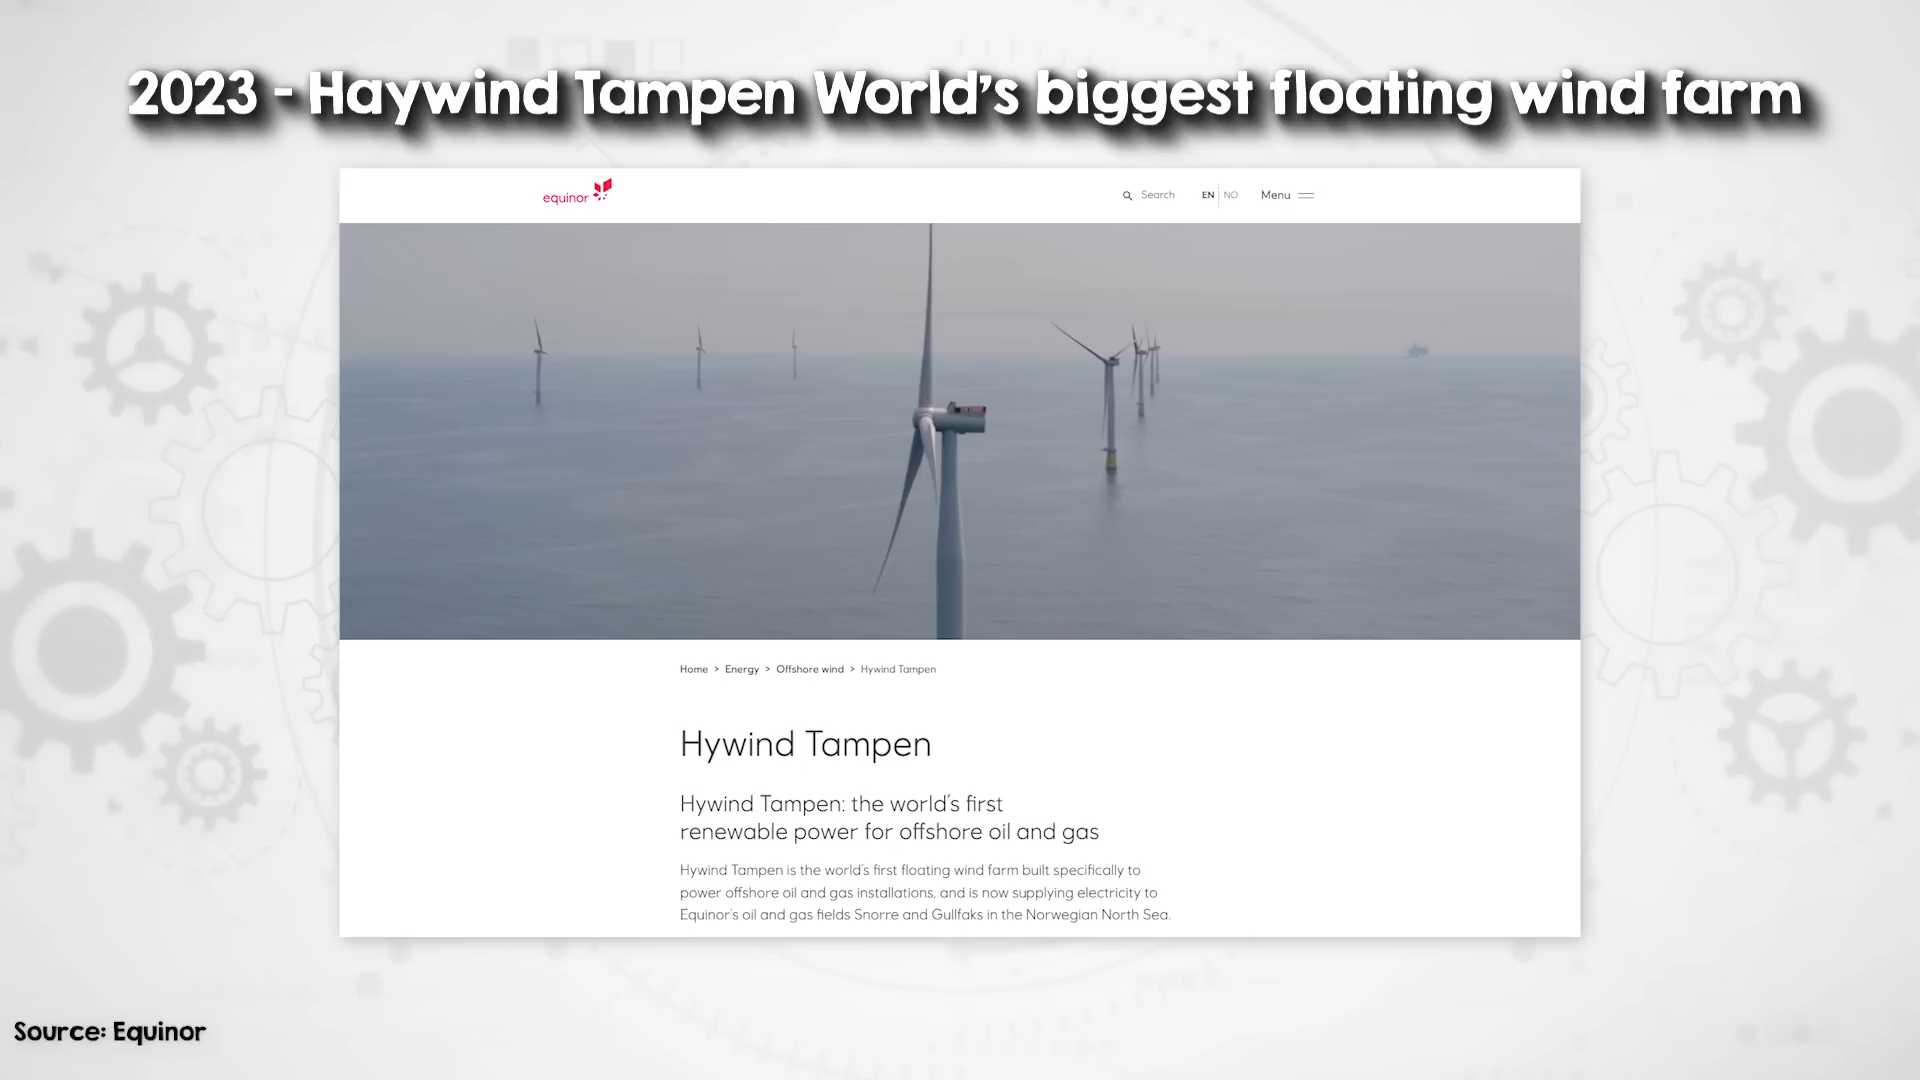 2023 - Haywind Tampen World's biggest floating wind farm
equinor
Search
EN
NO
Menu
Home > Energy > Offshore wind > Hywind Tampen
Hywind Tampen
Hywind Tampen: the world's first
renewable power for offshore oil and gas
Hywind Tampen is the world's first floating wind farm built specifically to
power offshore oil and gas installations, and is now supplying electricity to
Equinor's oil and gas fields Snorre and Gullfaks in the Norwegian North Sea.
Source: Equinor